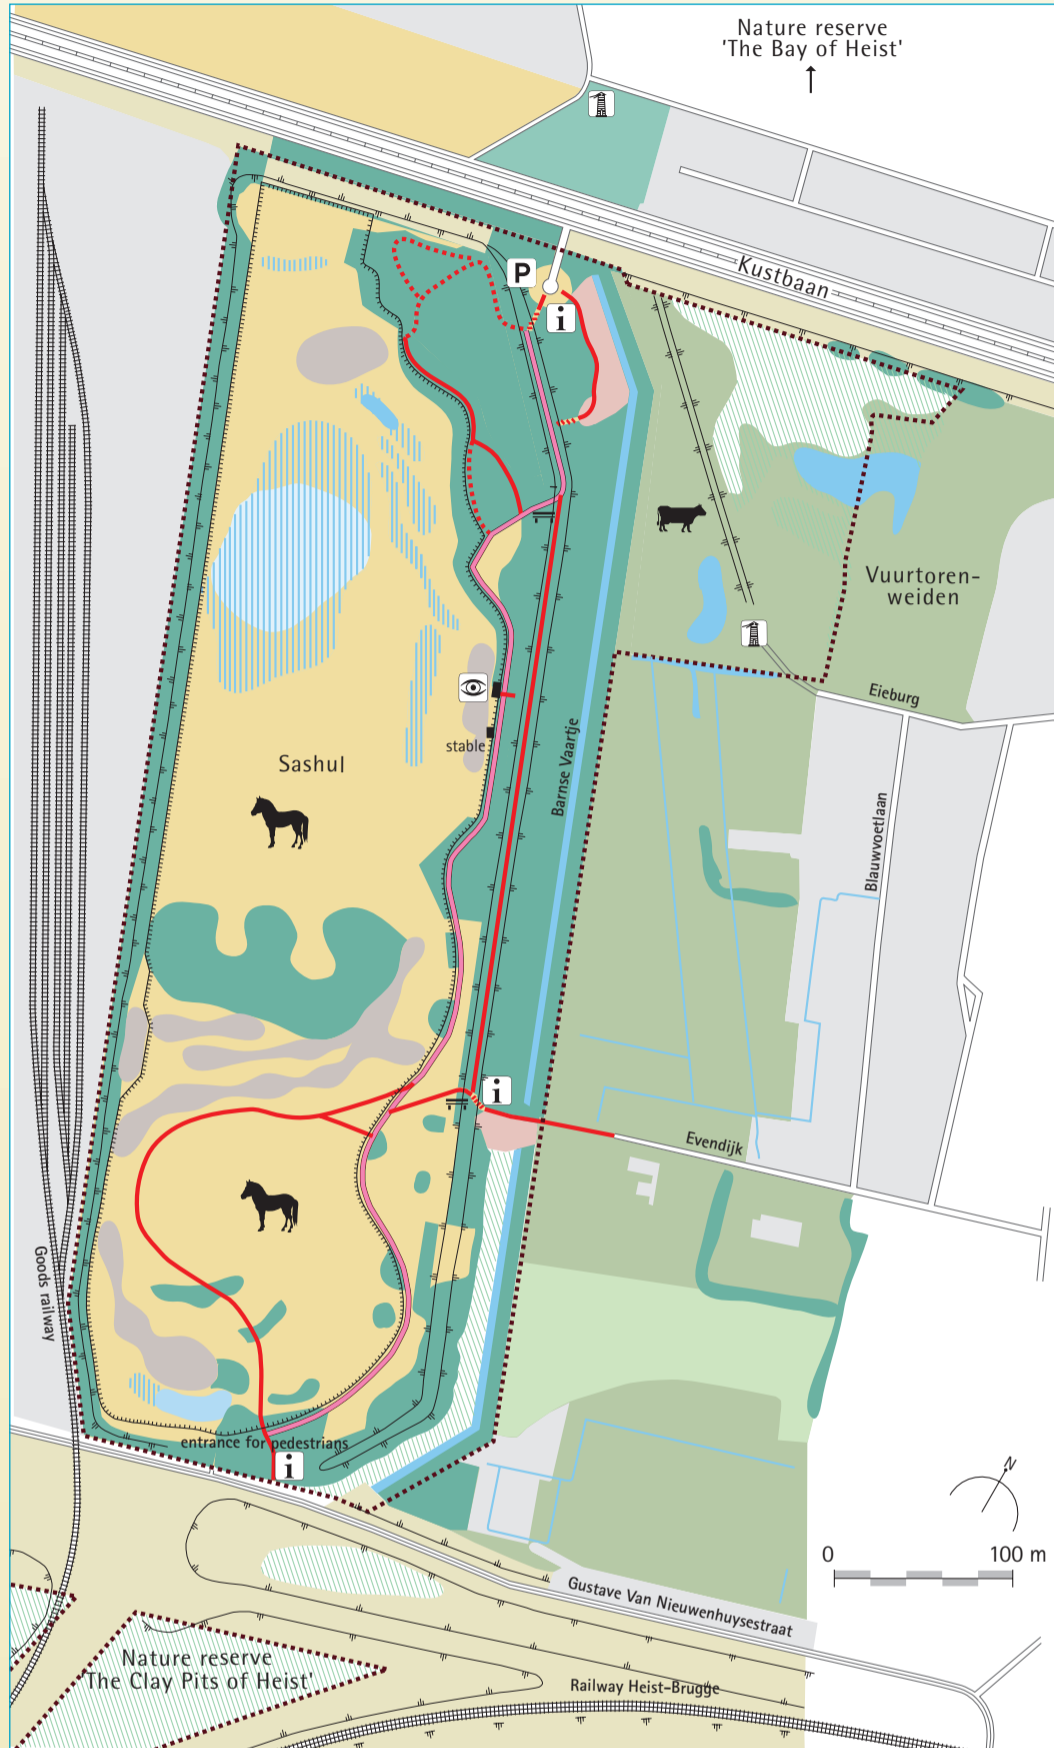 Nature reserve
'The Bay of Heist'
Kustbaan
P
i
Vuurtoren-
weiden
Eieburg
stable
Sashul
Barnse Vaartje
Blauwvoetlaan
i
Evendijk
Goods railway
entrance for pedestrians
i
N
0 100 m
Gustave Van Nieuwenhuysestraat
Nature reserve
'The Clay Pits of Heist'
Railway Heist-Brugge